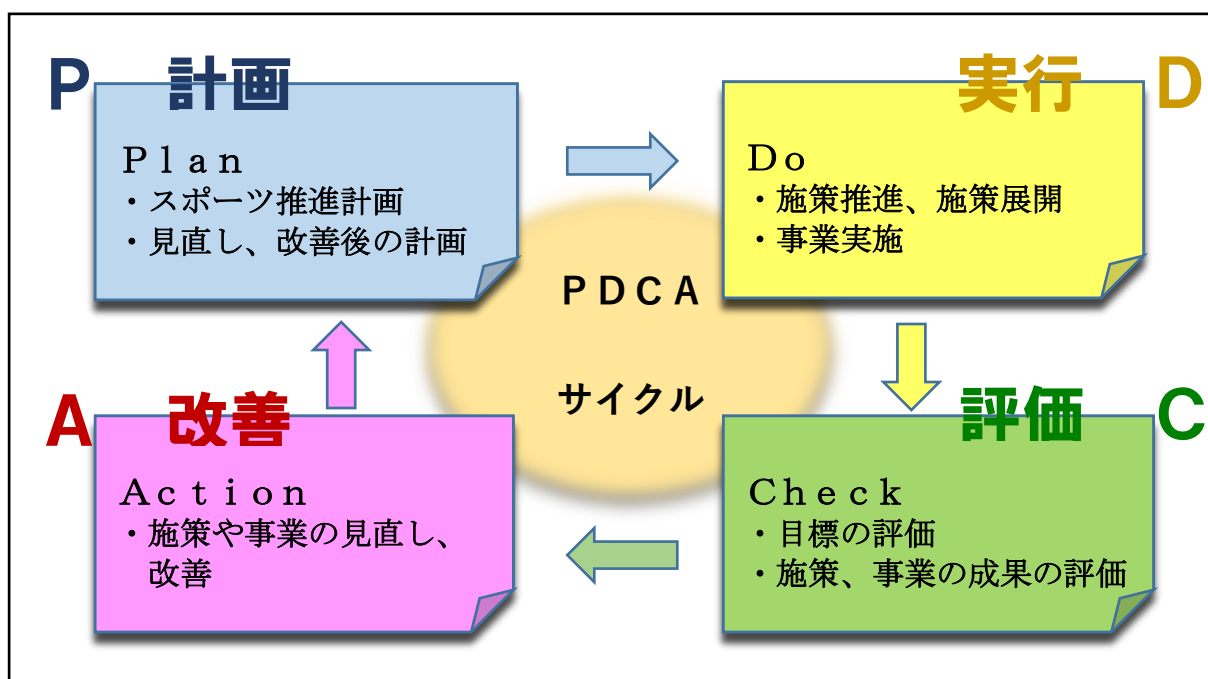 P 計画
Plan
・スポーツ推進計画
・見直し、改善後の計画
実行 D
Do
・施策推進、施策展開
・事業実施
PDCA
サイクル
A 改善
Action
・施策や事業の見直し、
改善
評価 C
Check
・目標の評価
・施策、事業の成果の評価